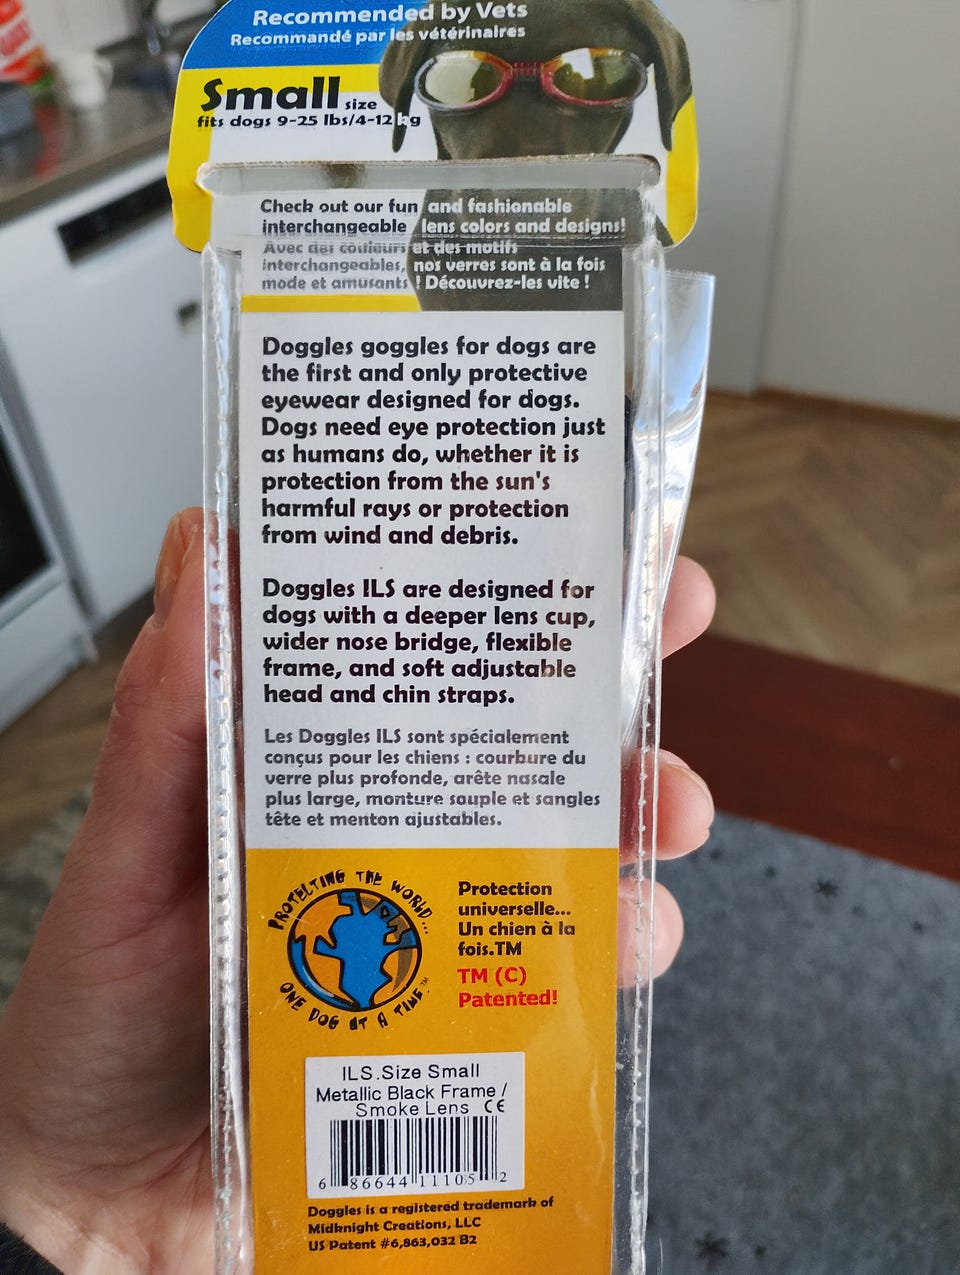 Recommended by Vets
Recommandé par les vétérinaires
Small size
fits dogs 9-25 lbs/4-12 kg
Check out our fun and fashionable
interchangeable lens colors and designs!
Avec des couleurs et des motifs
interchangeables, nos verres sont à la fois
mode et amusants ! Découvrez-les vite !
Doggles goggles for dogs are
the first and only protective
eyewear designed for dogs.
Dogs need eye protection just
as humans do, whether it is
protection from the sun's
harmful rays or protection
from wind and debris.
Doggles ILS are designed for
dogs with a deeper lens cup,
wider nose bridge, flexible
frame, and soft adjustable
head and chin straps.
Les Doggles ILS sont spécialement
conçus pour les chiens : courbure du
verre plus profonde, arête nasale
plus large, monture souple et sangles
tête et menton ajustables.
PROTECTING THE WORLD...
ONE DOG AT A TIME ™
Protection
universelle...
Un chien à la
fois.TM
TM (C)
Patented!
ILS.Size Small
Metallic Black Frame /
Smoke Lens CE
6 86644 11105 2
Doggles is a registered trademark of
Midknight Creations, LLC
US Patent #6,863,032 B2